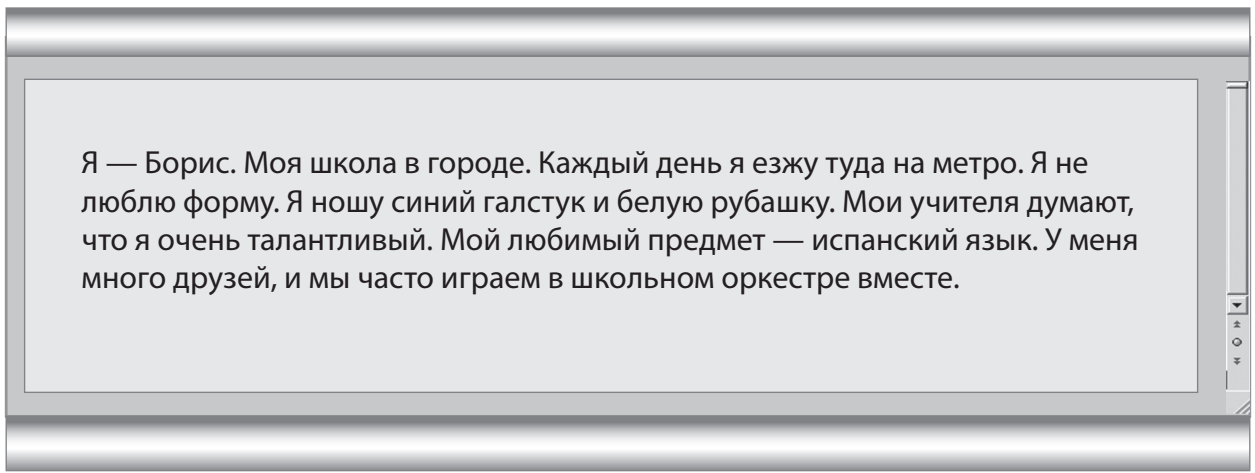 Я — Борис. Моя школа в городе. Каждый день я езжу туда на метро. Я не
люблю форму. Я ношу синий галстук и белую рубашку. Мои учителя думают,
что я очень талантливый. Мой любимый предмет — испанский язык. У меня
много друзей, и мы часто играем в школьном оркестре вместе.